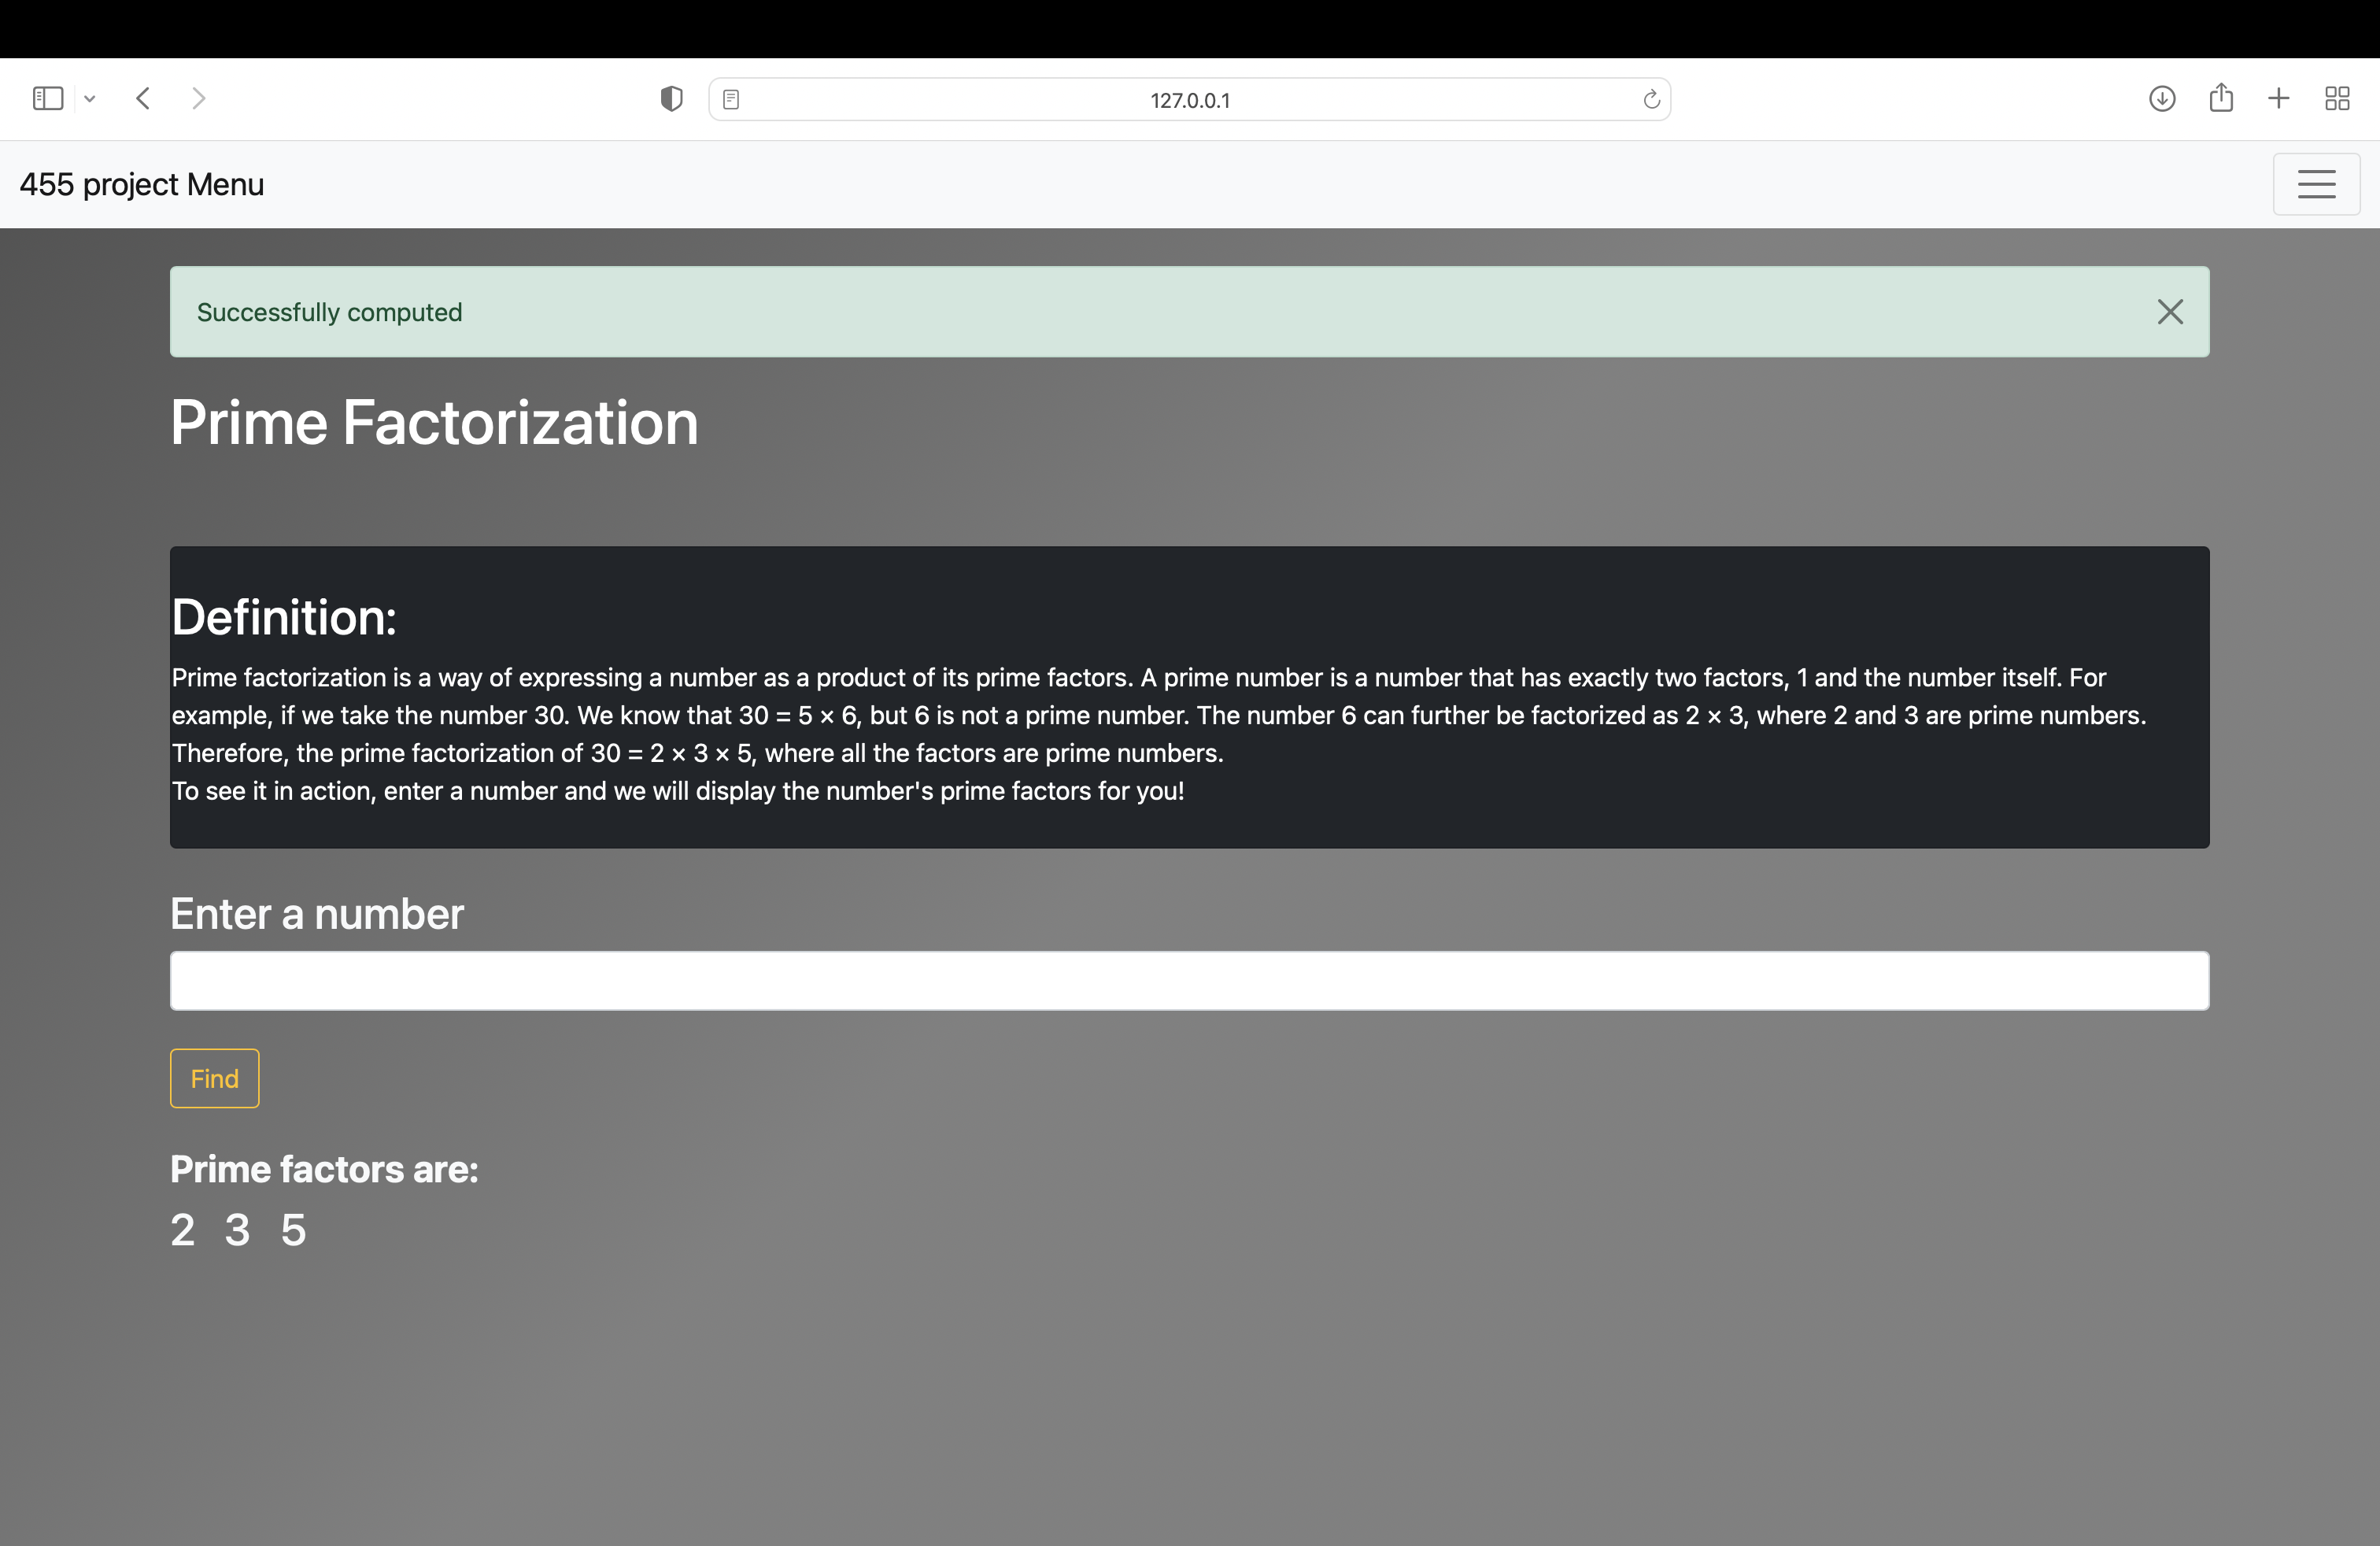 127.0.0.1
455 project Menu
Successfully computed
Prime Factorization
Definition:
Prime factorization is a way of expressing a number as a product of its prime factors. A prime number is a number that has exactly two factors, 1 and the number itself. For
example, if we take the number 30. We know that 30 = 5 × 6, but 6 is not a prime number. The number 6 can further be factorized as 2 × 3, where 2 and 3 are prime numbers.
Therefore, the prime factorization of 30 = 2 × 3 × 5, where all the factors are prime numbers.
To see it in action, enter a number and we will display the number's prime factors for you!
Enter a number
Find
Prime factors are:
2 3 5